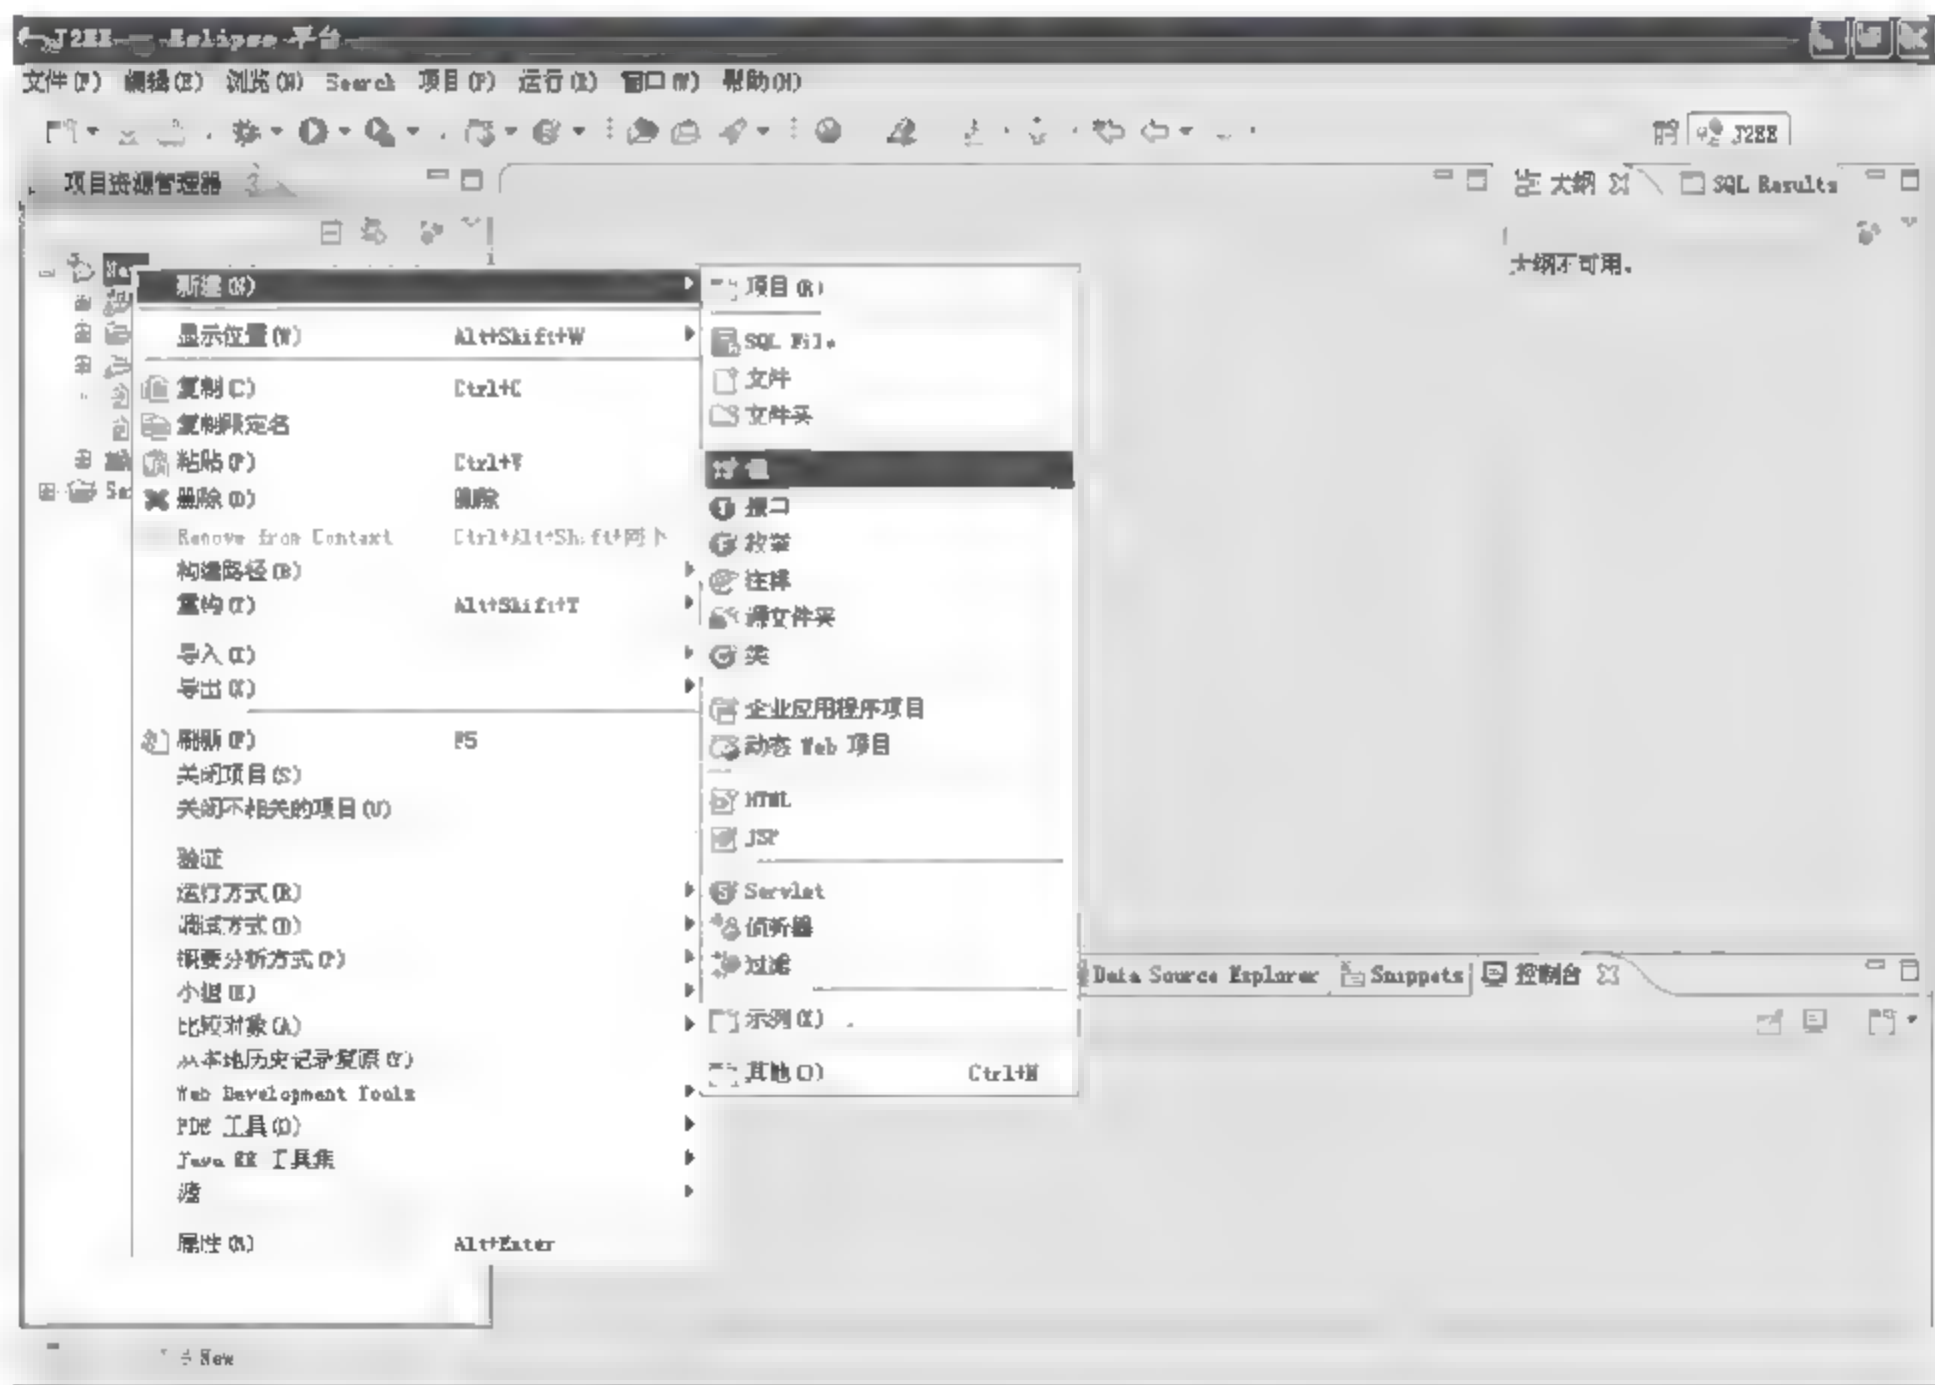 J2EE — Eclipse 平台
文件(F) 编辑(E) 浏览(N) Search 项目(P) 运行(R) 窗口(W) 帮助(H)
J2EE
项目资源管理器
大纲 SQL Results
大纲不可用。
新建(N)
显示位置(W) Alt+Shift+W
复制(C) Ctrl+C
复制限定名
粘贴(P) Ctrl+V
删除(D) 删除
Remove from Context Ctrl+Alt+Shift+向下
构建路径(B)
重构(T) Alt+Shift+T
导入(I)
导出(X)
刷新(F) F5
关闭项目(S)
关闭不相关的项目(U)
验证
运行方式(R)
调试方式(D)
概要分析方式(P)
小组(E)
比较对象(A)
从本地历史记录复原(Y)
Web Development Tools
PDE 工具(O)
Java EE 工具集
源
属性(R) Alt+Enter
项目(R)
SQL File
文件
文件夹
包
接口
枚举
注释
源文件夹
类
企业应用程序项目
动态 Web 项目
HTML
JSP
Servlet
侦听器
过滤
示例(X)
其他(O) Ctrl+N
Data Source Explorer Snippets 控制台
New